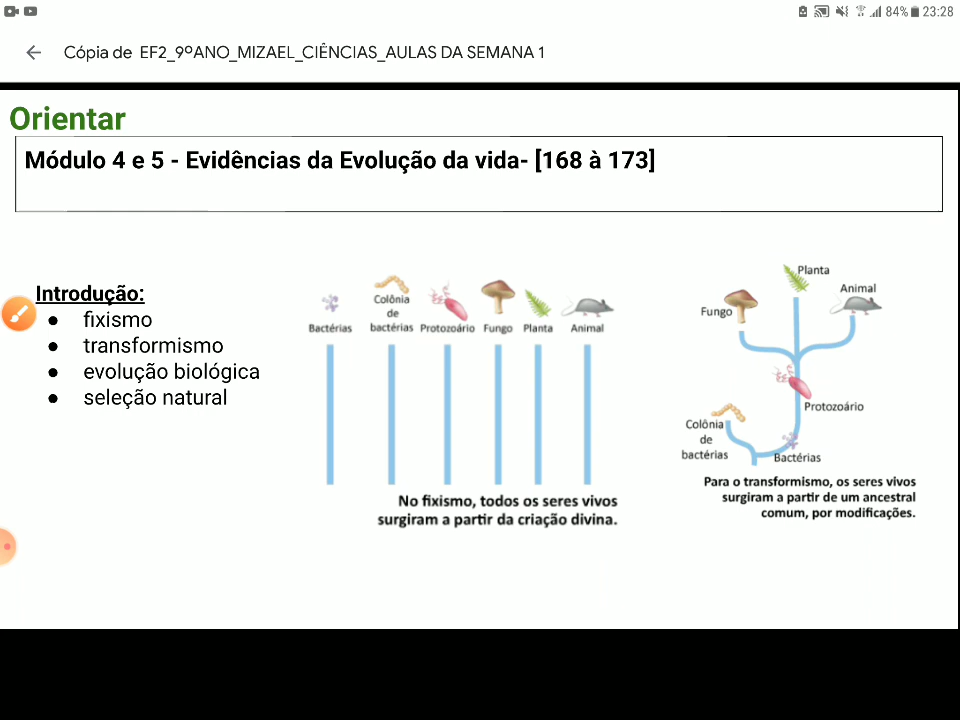 84% 23:28
Cópia de EF2_9ºANO_MIZAEL_CIÊNCIAS_AULAS DA SEMANA 1
Orientar
Módulo 4 e 5 - Evidências da Evolução da vida- [168 à 173]
Introdução:
● fixismo
● transformismo
● evolução biológica
● seleção natural
Bactérias
Colônia
de
bactérias
Protozoário
Fungo
Planta
Animal
No fixismo, todos os seres vivos
surgiram a partir da criação divina.
Planta
Animal
Fungo
Protozoário
Colônia
de
bactérias
Bactérias
Para o transformismo, os seres vivos
surgiram a partir de um ancestral
comum, por modificações.